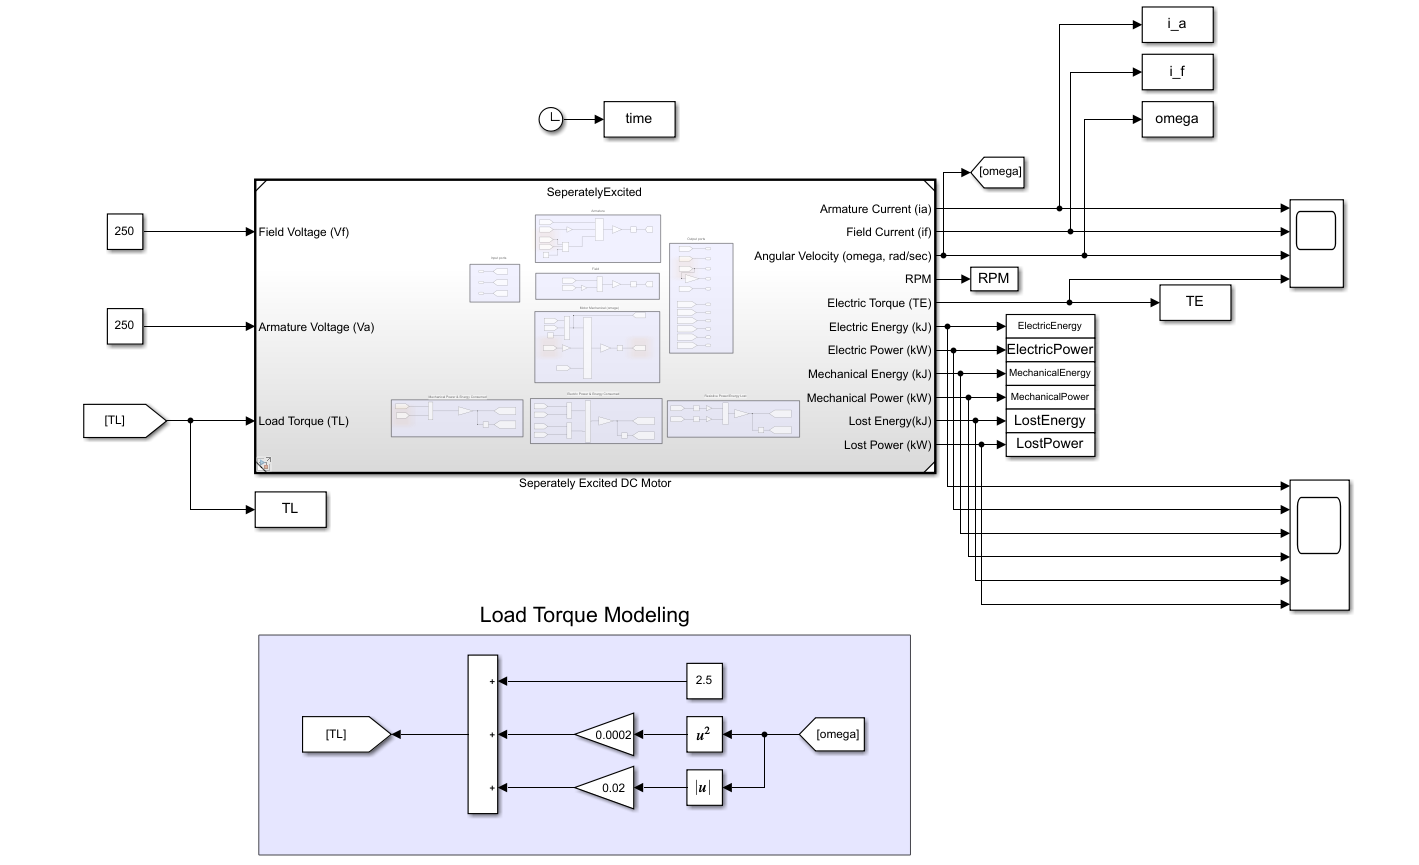 i_a
i_f
time
omega
[omega]
SeperatelyExcited
250
Field Voltage (Vf)
250
Armature Voltage (Va)
[TL]
Load Torque (TL)
Armature Current (ia)
Field Current (if)
Angular Velocity (omega, rad/sec)
RPM
RPM
Electric Torque (TE)
TE
Electric Energy (kJ)
ElectricEnergy
Electric Power (kW)
ElectricPower
Mechanical Energy (kJ)
MechanicalEnergy
Mechanical Power (kW)
MechanicalPower
Lost Energy(kJ)
LostEnergy
Lost Power (kW)
LostPower
Seperately Excited DC Motor
TL
Load Torque Modeling
+
2.5
[TL]
+
0.0002
u²
[omega]
+
0.02
|u|